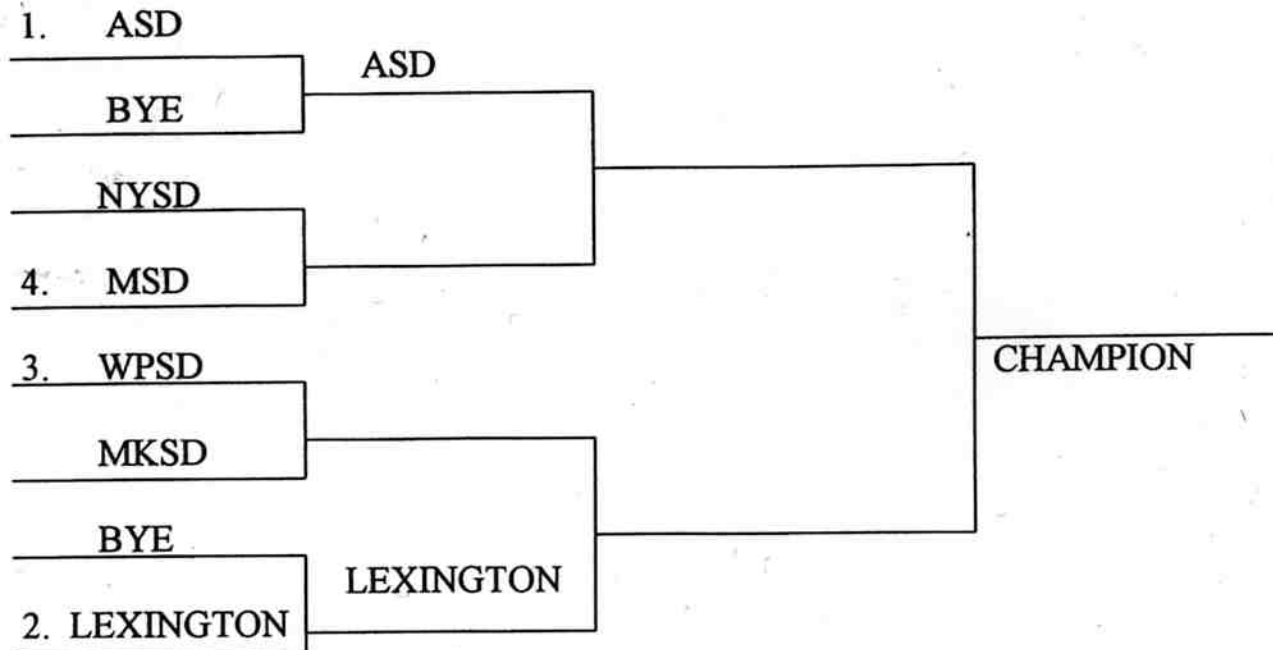 1. ASD
ASD
BYE
NYSD
4. MSD
3. WPSD
CHAMPION
MKSD
BYE
LEXINGTON
2. LEXINGTON